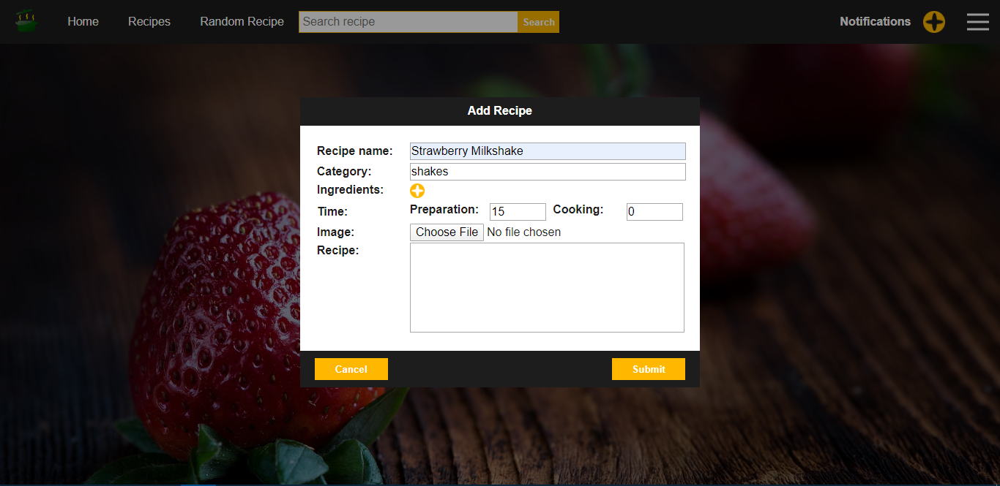 Home Recipes Random Recipe Search recipe Search Notifications
Add Recipe
Recipe name: Strawberry Milkshake
Category: shakes
Ingredients:
Time: Preparation: 15 Cooking: 0
Image: Choose File No file chosen
Recipe:
Cancel Submit